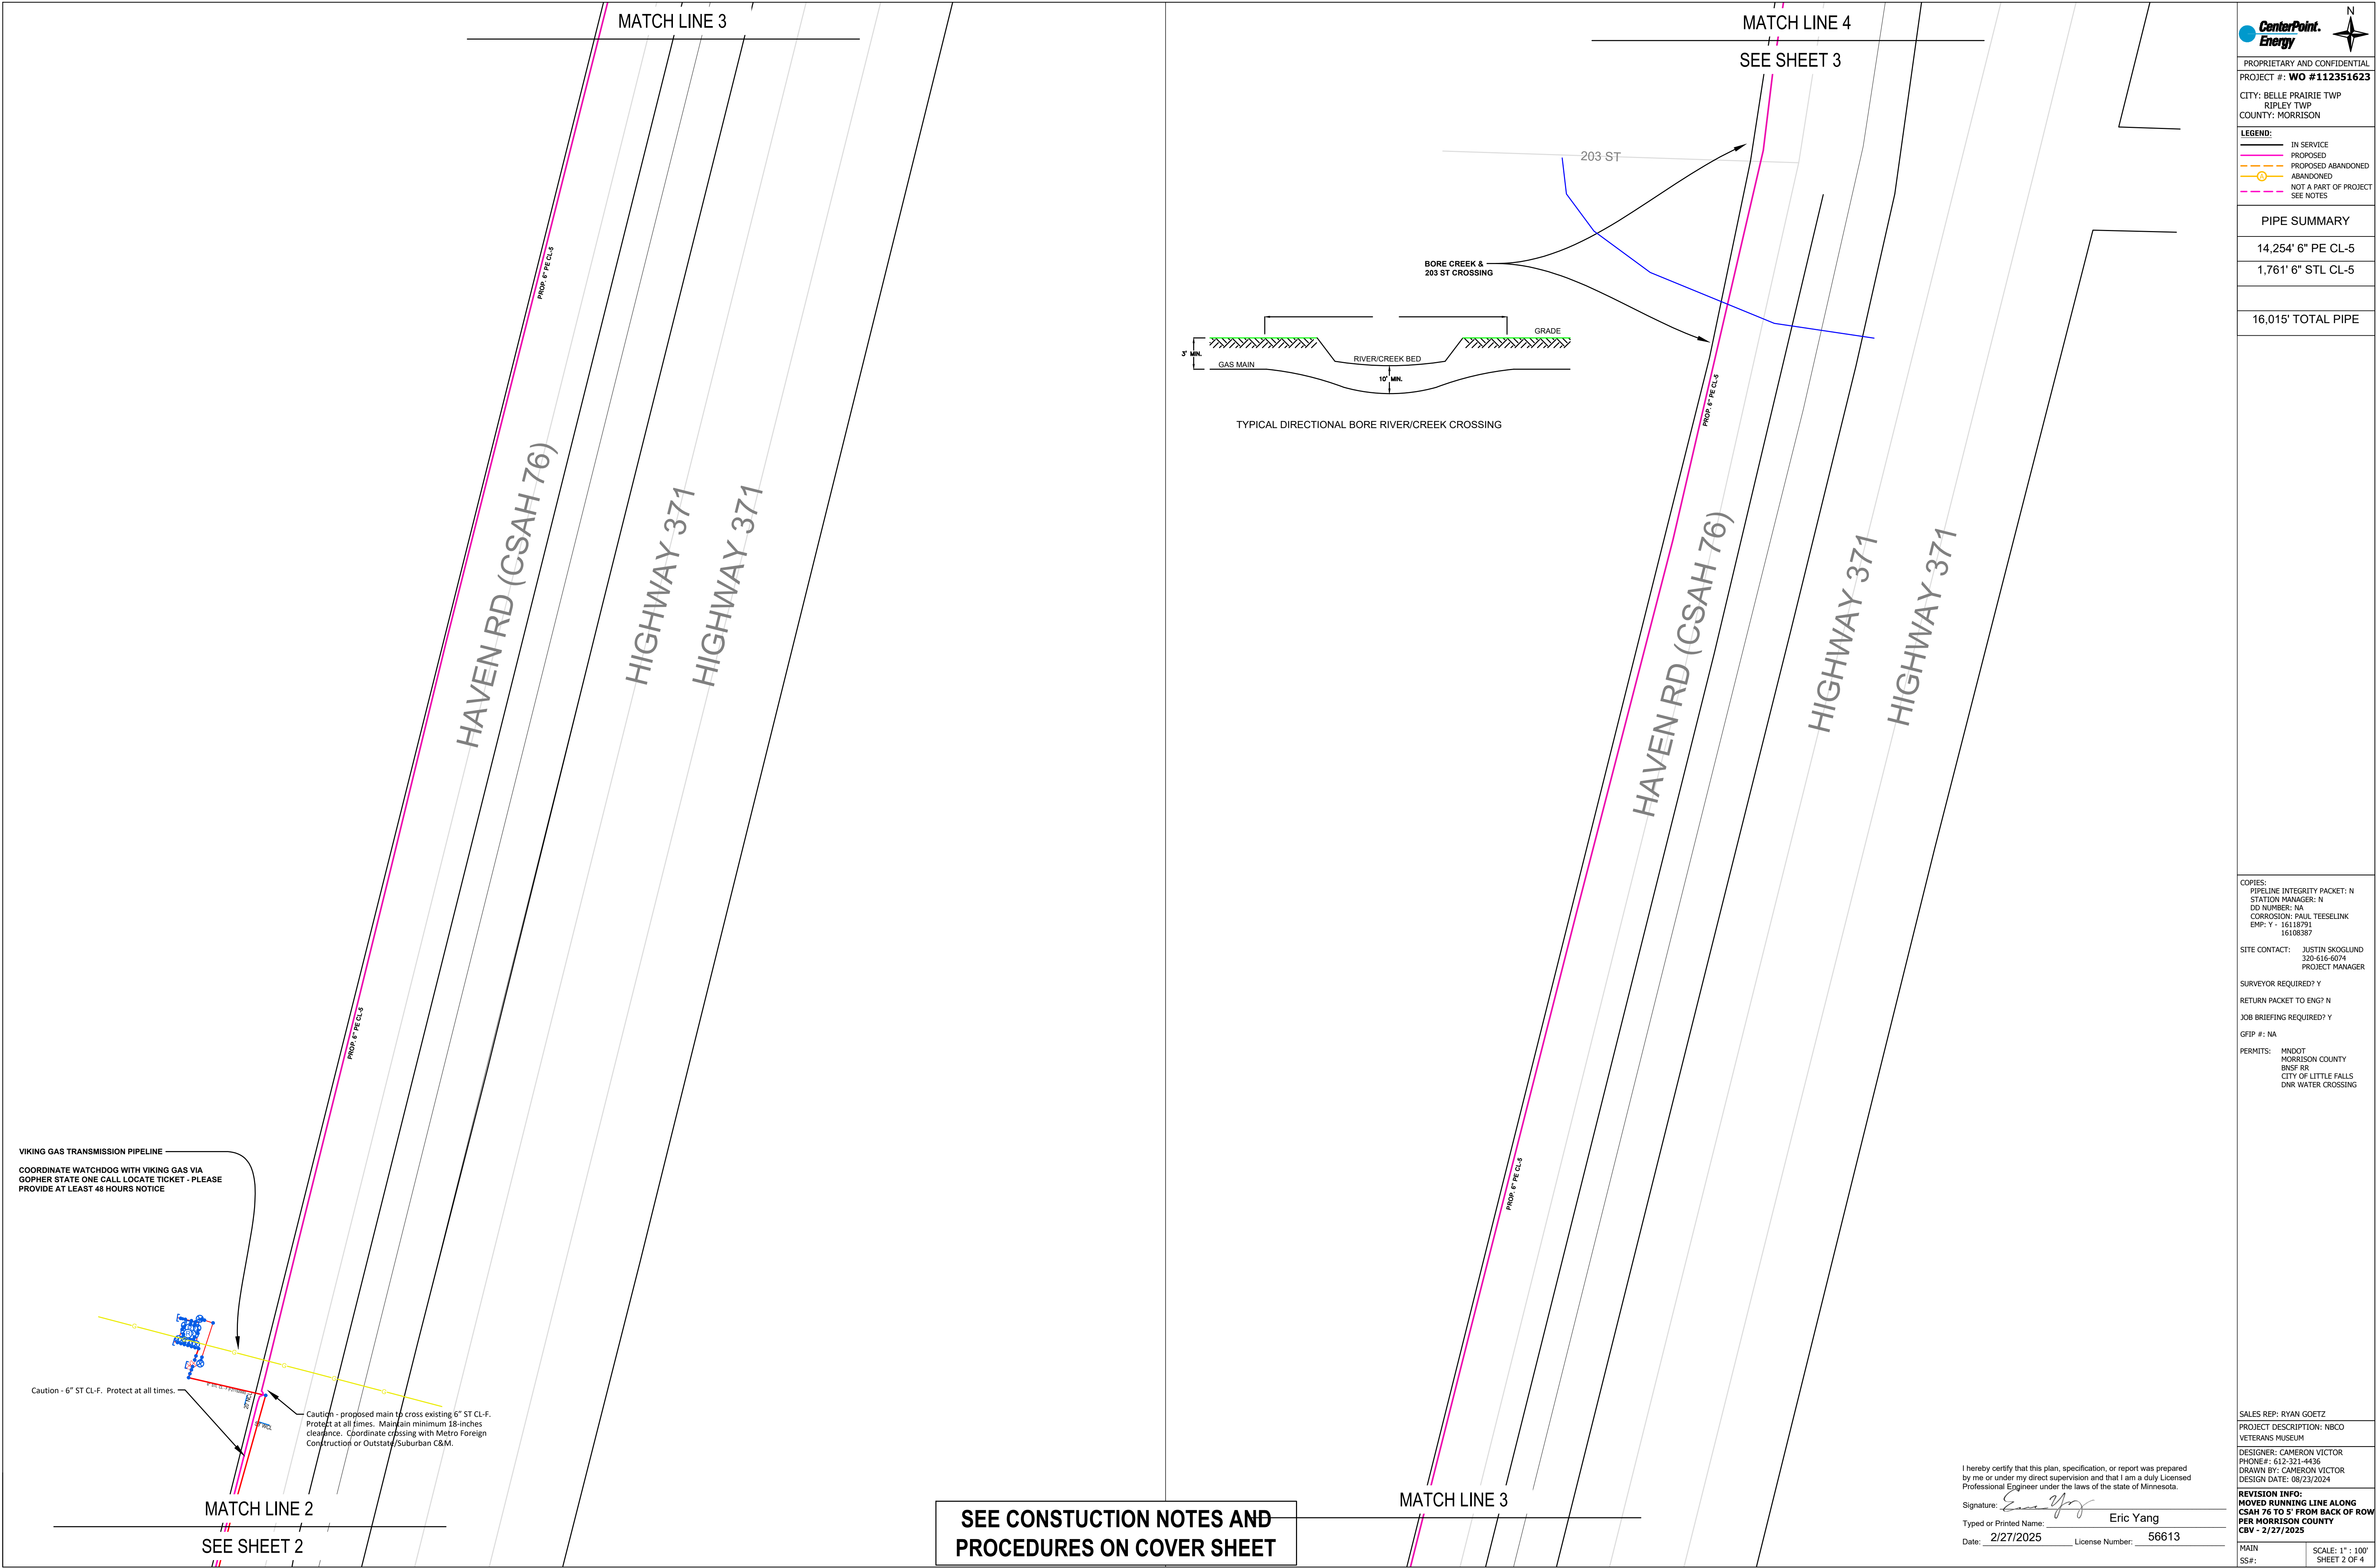 MATCH LINE 3
PROP. 6" PE CL-5
HAVEN RD (CSAH 76)
HIGHWAY 371
HIGHWAY 371
PROP. 6" PE CL-5
VIKING GAS TRANSMISSION PIPELINE
COORDINATE WATCHDOG WITH VIKING GAS VIA
GOPHER STATE ONE CALL LOCATE TICKET - PLEASE
PROVIDE AT LEAST 48 HOURS NOTICE
Caution - 6" ST CL-F. Protect at all times.
Caution - proposed main to cross existing 6" ST CL-F.
Protect at all times. Maintain minimum 18-inches
clearance. Coordinate crossing with Metro Foreign
Construction or Outstate/Suburban C&M.
MATCH LINE 2
SEE SHEET 2
MATCH LINE 4
SEE SHEET 3
203 ST
BORE CREEK &
203 ST CROSSING
GRADE
3' MIN.
RIVER/CREEK BED
GAS MAIN
10' MIN.
TYPICAL DIRECTIONAL BORE RIVER/CREEK CROSSING
PROP. 6" PE CL-5
HAVEN RD (CSAH 76)
HIGHWAY 371
HIGHWAY 371
PROP. 6" PE CL-5
MATCH LINE 3
SEE CONSTUCTION NOTES AND
PROCEDURES ON COVER SHEET
I hereby certify that this plan, specification, or report was prepared
by me or under my direct supervision and that I am a duly Licensed
Professional Engineer under the laws of the state of Minnesota.
Signature:
Typed or Printed Name: Eric Yang
Date: 2/27/2025 License Number: 56613
CenterPoint.
Energy
N
PROPRIETARY AND CONFIDENTIAL
PROJECT #: WO #112351623
CITY: BELLE PRAIRIE TWP
RIPLEY TWP
COUNTY: MORRISON
LEGEND:
IN SERVICE
PROPOSED
PROPOSED ABANDONED
A ABANDONED
NOT A PART OF PROJECT
SEE NOTES
PIPE SUMMARY
14,254' 6" PE CL-5
1,761' 6" STL CL-5
16,015' TOTAL PIPE
COPIES:
PIPELINE INTEGRITY PACKET: N
STATION MANAGER: N
DD NUMBER: NA
CORROSION: PAUL TEESELINK
EMP: Y - 16118791
16108387
SITE CONTACT: JUSTIN SKOGLUND
320-616-6074
PROJECT MANAGER
SURVEYOR REQUIRED? Y
RETURN PACKET TO ENG? N
JOB BRIEFING REQUIRED? Y
GFIP #: NA
PERMITS: MNDOT
MORRISON COUNTY
BNSF RR
CITY OF LITTLE FALLS
DNR WATER CROSSING
SALES REP: RYAN GOETZ
PROJECT DESCRIPTION: NBCO
VETERANS MUSEUM
DESIGNER: CAMERON VICTOR
PHONE#: 612-321-4436
DRAWN BY: CAMERON VICTOR
DESIGN DATE: 08/23/2024
REVISION INFO:
MOVED RUNNING LINE ALONG
CSAH 76 TO 5' FROM BACK OF ROW
PER MORRISON COUNTY
CBV - 2/27/2025
MAIN
SS#:
SCALE: 1" : 100'
SHEET 2 OF 4